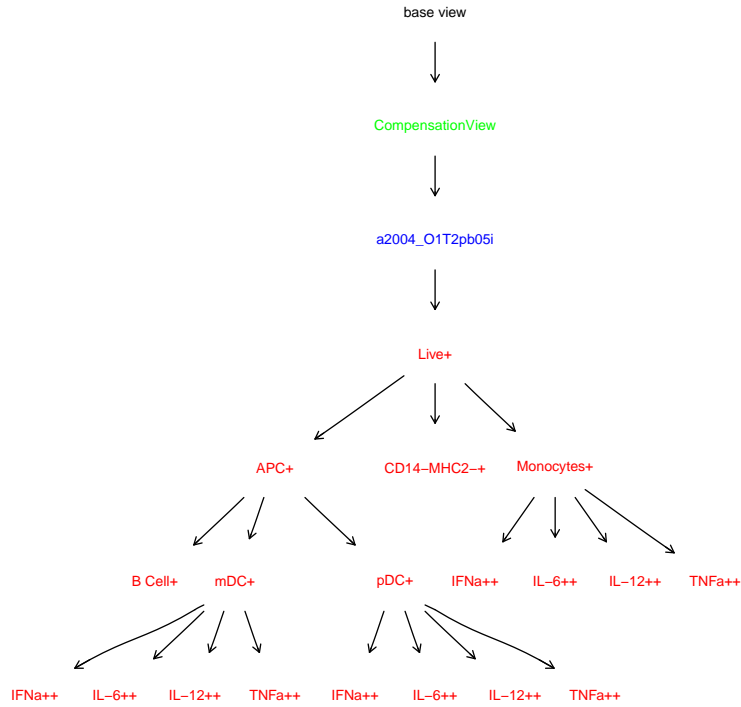 base view
CompensationView
a2004_O1T2pb05i
Live+
APC+ CD14−MHC2−+ Monocytes+
B Cell+ mDC+ pDC+ IFNa++ IL−6++ IL−12++ TNFa++
IFNa++ IL−6++ IL−12++ TNFa++ IFNa++ IL−6++ IL−12++ TNFa++